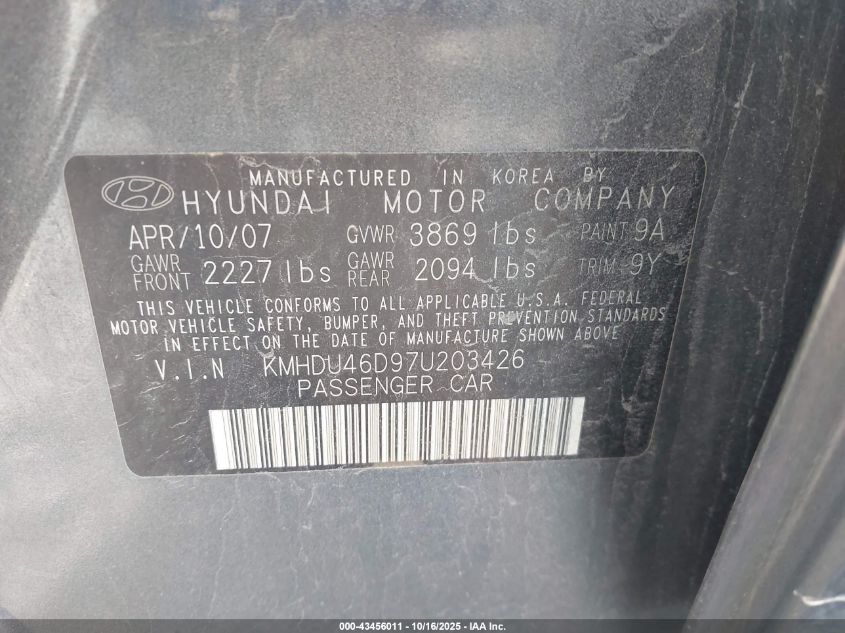 MANUFACTURED IN KOREA BY
HYUNDAI MOTOR COMPANY
APR/10/07 GVWR 3869 lbs PAINT 9A
GAWR FRONT 2227 lbs GAWR REAR 2094 lbs TRIM 9Y
THIS VEHICLE CONFORMS TO ALL APPLICABLE U.S.A. FEDERAL
MOTOR VEHICLE SAFETY, BUMPER, AND THEFT PREVENTION STANDARDS
IN EFFECT ON THE DATE OF MANUFACTURE SHOWN ABOVE
V.I.N KMHDU46D97U203426
PASSENGER CAR
000-43456011 - 10/16/2025 - IAA Inc.